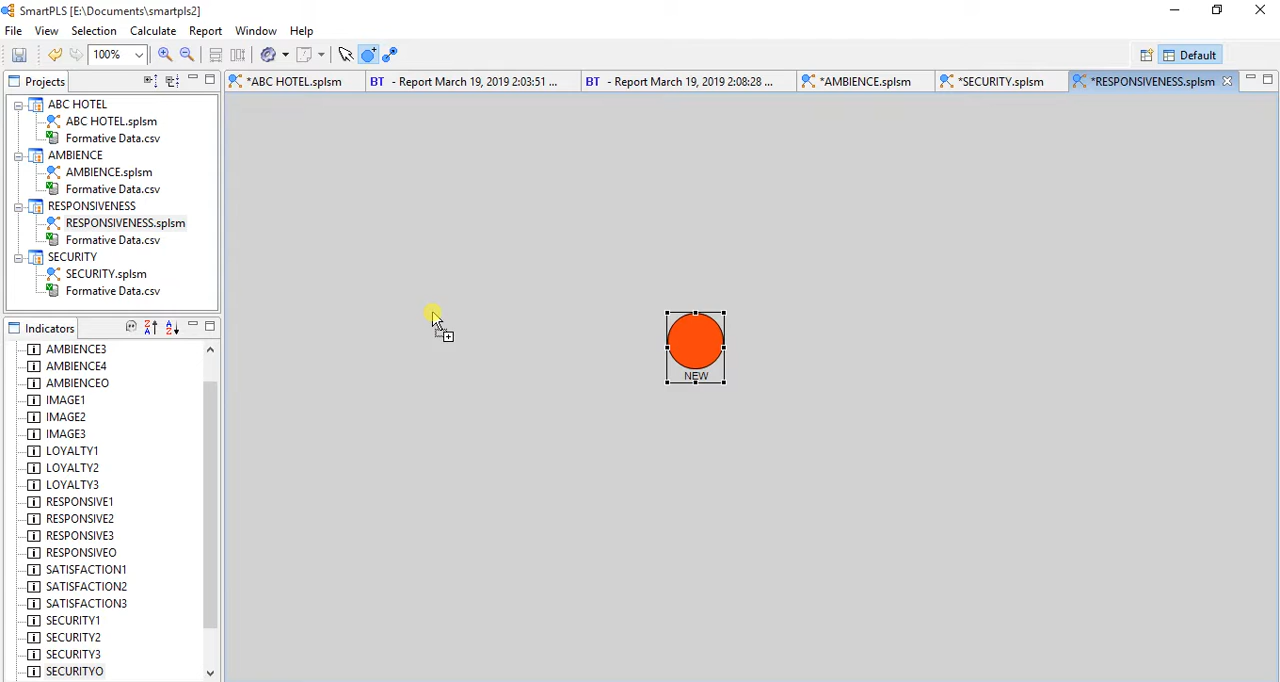 SmartPLS [E:\Documents\smartpls2]
File View Selection Calculate Report Window Help
100% Default
Projects *ABC HOTEL.splsm BT - Report March 19, 2019 2:03:51 ... BT - Report March 19, 2019 2:08:28 ... *AMBIENCE.splsm *SECURITY.splsm *RESPONSIVENESS.splsm
ABC HOTEL
ABC HOTEL.splsm
Formative Data.csv
AMBIENCE
AMBIENCE.splsm
Formative Data.csv
RESPONSIVENESS
RESPONSIVENESS.splsm
Formative Data.csv
SECURITY
SECURITY.splsm
Formative Data.csv
Indicators
AMBIENCE3
AMBIENCE4
AMBIENCEO
IMAGE1
IMAGE2
IMAGE3
LOYALTY1
LOYALTY2
LOYALTY3
RESPONSIVE1
RESPONSIVE2
RESPONSIVE3
RESPONSIVEO
SATISFACTION1
SATISFACTION2
SATISFACTION3
SECURITY1
SECURITY2
SECURITY3
SECURITYO
NEW